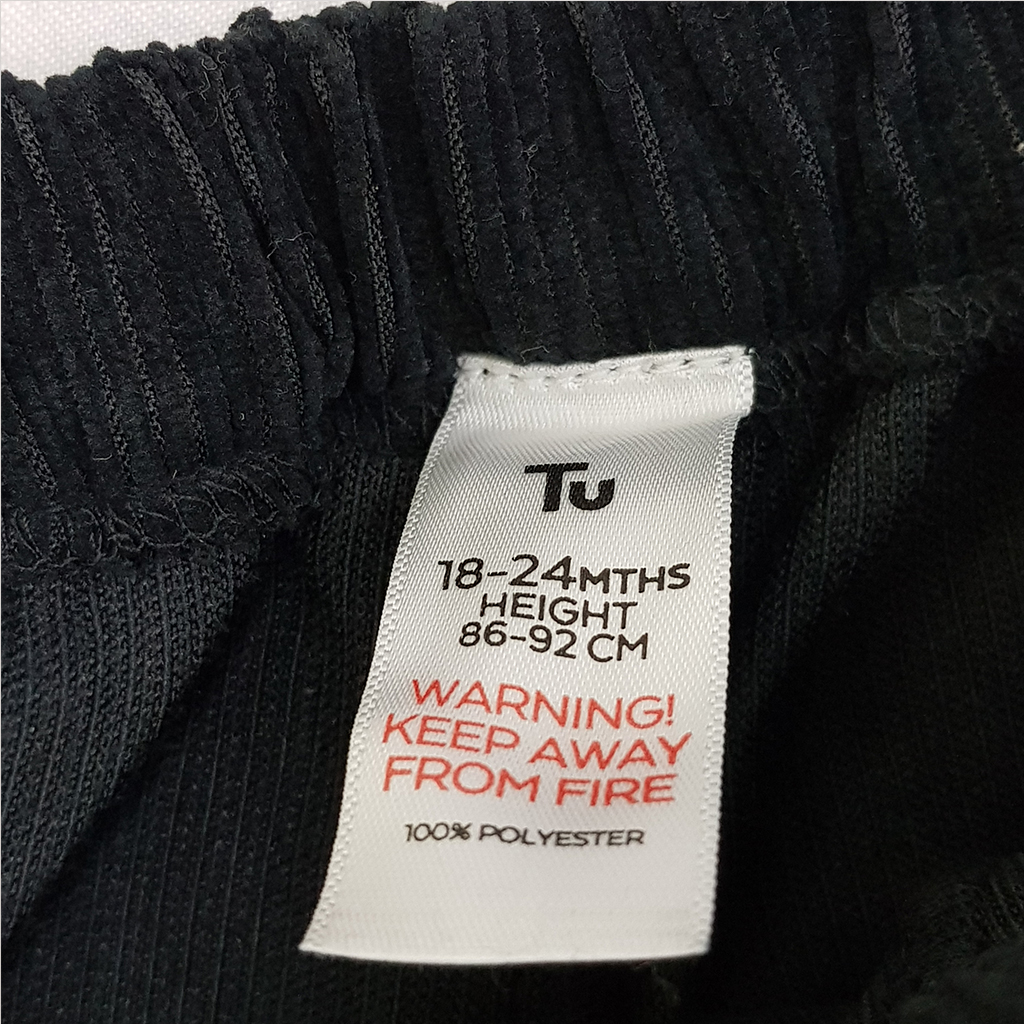 Tu
18-24MTHS
HEIGHT
86-92 CM
WARNING!
KEEP AWAY
FROM FIRE
100% POLYESTER